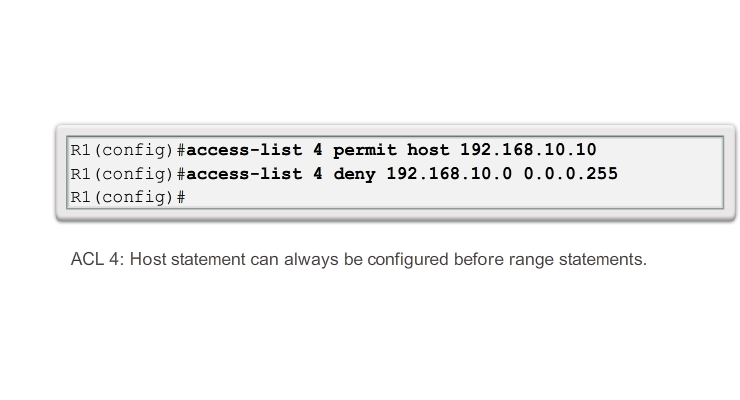 R1(config)#access-list 4 permit host 192.168.10.10
R1(config)#access-list 4 deny 192.168.10.0 0.0.0.255
R1(config)#
ACL 4: Host statement can always be configured before range statements.